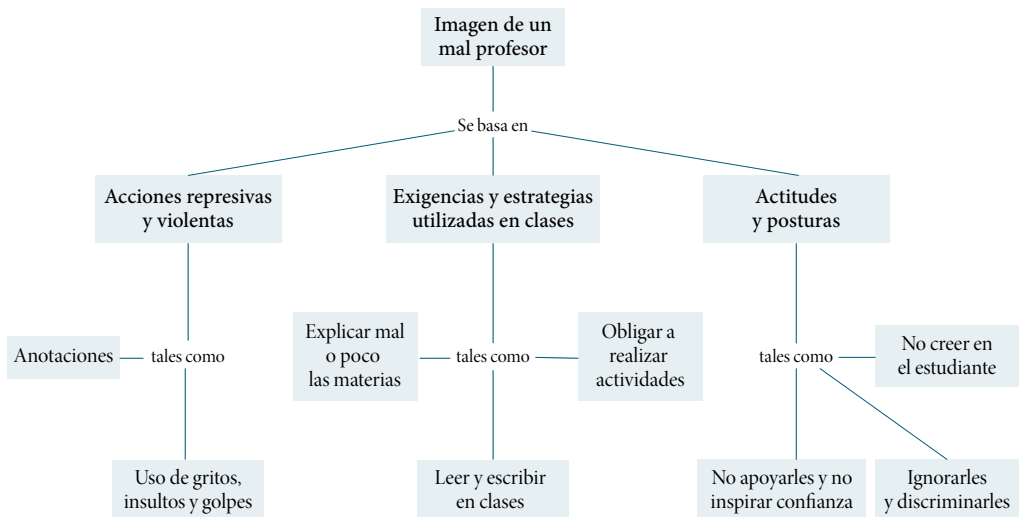 Imagen de un
mal profesor
Se basa en
Acciones represivas
y violentas
Exigencias y estrategias
utilizadas en clases
Actitudes
y posturas
Anotaciones
tales como
Explicar mal
o poco
las materias
tales como
Obligar a
realizar
actividades
tales como
No creer en
el estudiante
Uso de gritos,
insultos y golpes
Leer y escribir
en clases
No apoyarles y no
inspirar confianza
Ignorarles
y discriminarles